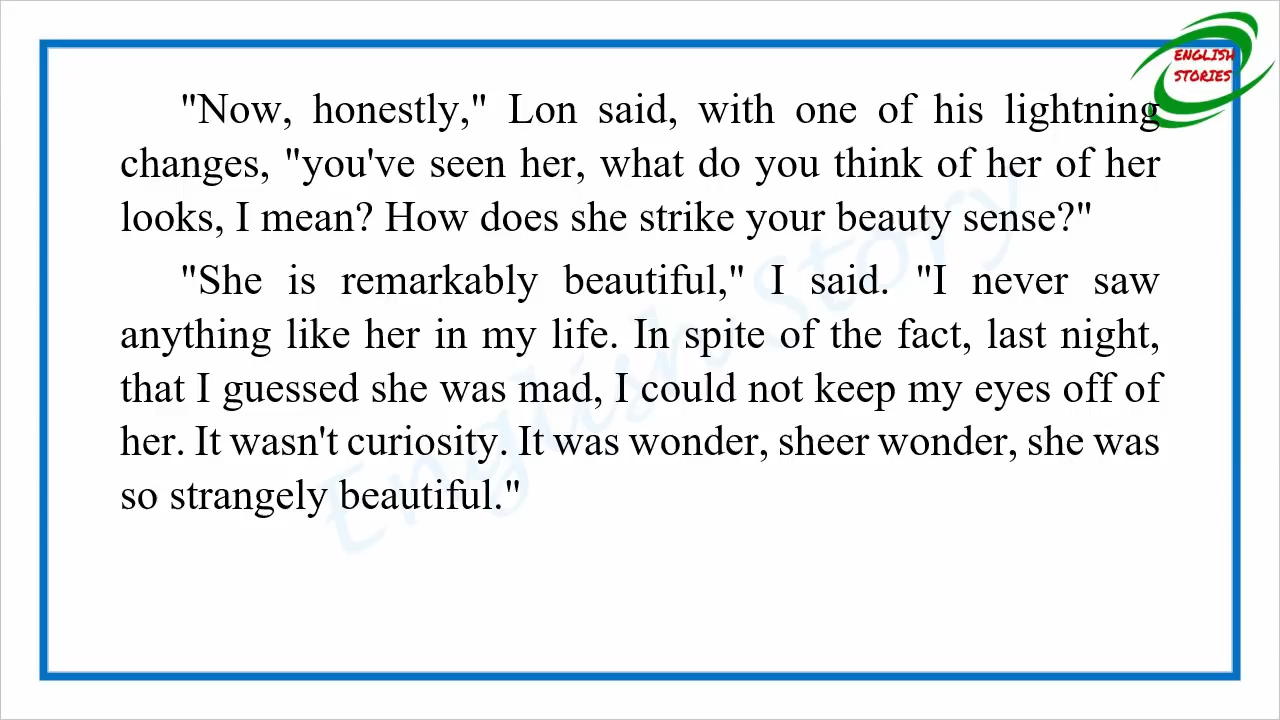 ENGLISH
STORIES
"Now, honestly," Lon said, with one of his lightning
changes, "you've seen her, what do you think of her of her
looks, I mean? How does she strike your beauty sense?"
"She is remarkably beautiful," I said. "I never saw
anything like her in my life. In spite of the fact, last night,
that I guessed she was mad, I could not keep my eyes off of
her. It wasn't curiosity. It was wonder, sheer wonder, she was
so strangely beautiful."
English Story